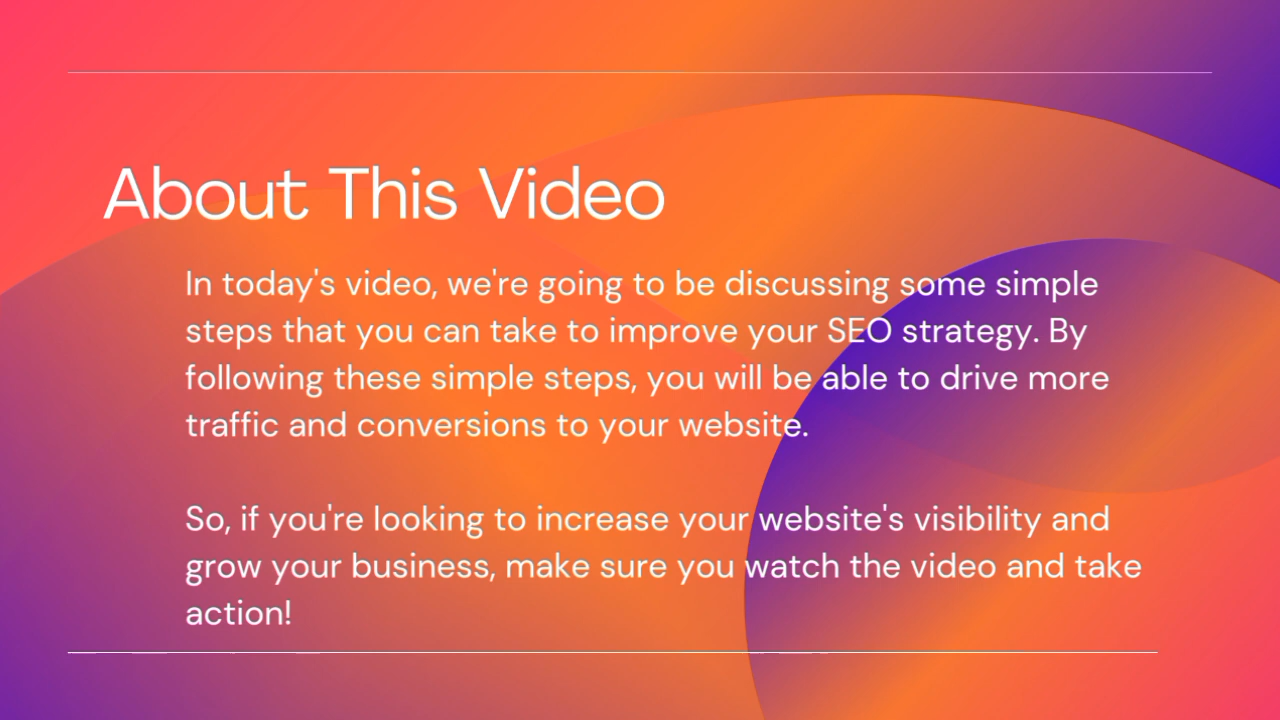 About This Video
In today's video, we're going to be discussing some simple
steps that you can take to improve your SEO strategy. By
following these simple steps, you will be able to drive more
traffic and conversions to your website.
So, if you're looking to increase your website's visibility and
grow your business, make sure you watch the video and take
action!